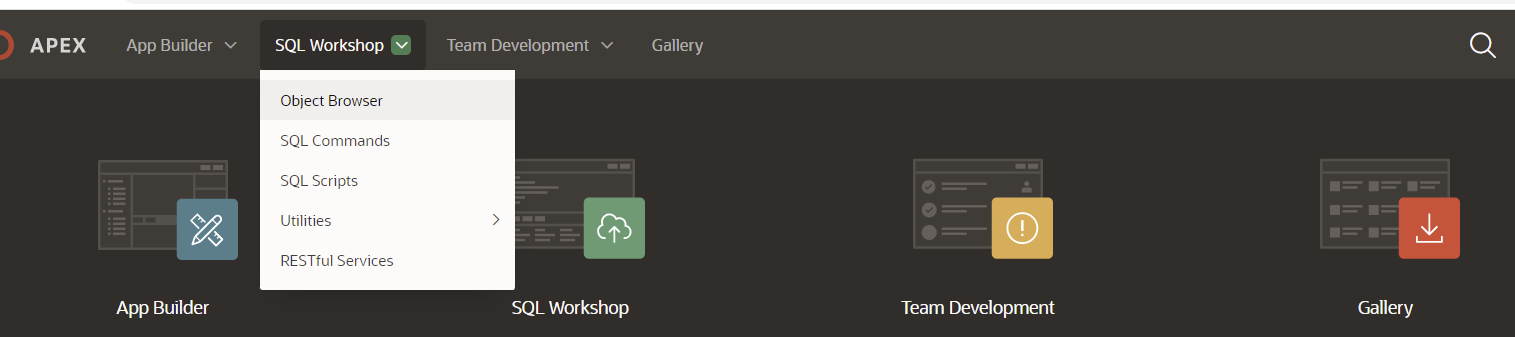 APEX App Builder SQL Workshop Team Development Gallery
Object Browser
SQL Commands
SQL Scripts
Utilities
RESTful Services
App Builder SQL Workshop Team Development Gallery